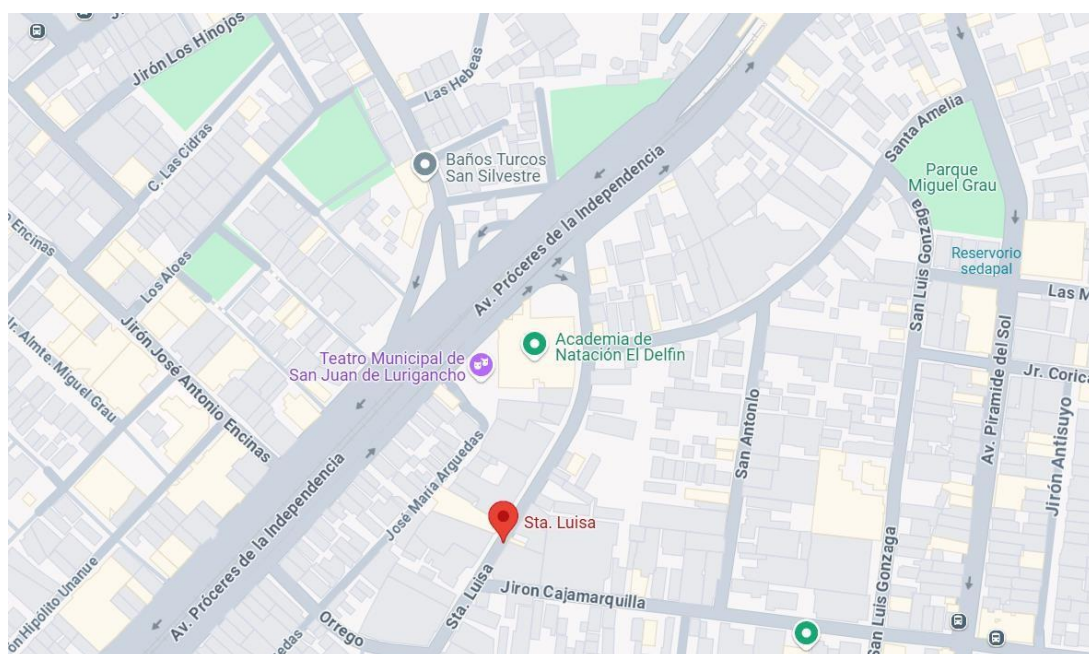 Jirón Los Hinojos
Las Hebeas
C. Las Cidras
Santa Amelia
Baños Turcos
San Silvestre
Parque
Miguel Grau
Av. Próceres de la Independencia
Encinas
Los Aloes
San Luis Gonzaga
Reservorio
sedapal
Las M
Jirón José Antonio Encinas
Jr. Almte. Miguel Grau
Academia de
Natación El Delfin
Teatro Municipal de
San Juan de Lurigancho
Av. Piramide del Sol
Jr. Corica
San Antonio
José María Arguedas
Jirón Antisuyo
Av. Próceres de la Independencia
Sta. Luisa
Sta. Luisa
Jiron Cajamarquilla
San Luis Gonzaga
ón Hipólito Unanue
Orrego